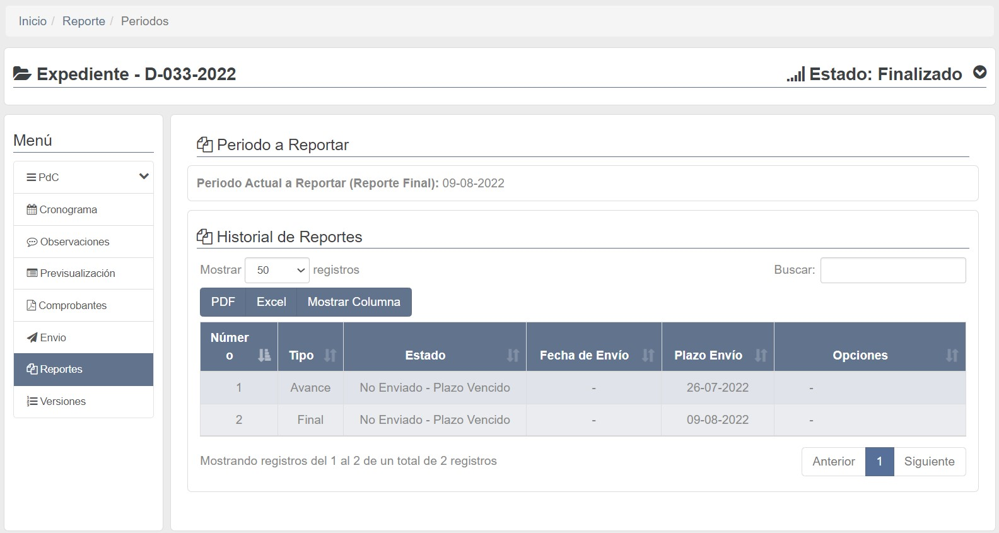 Inicio / Reporte / Periodos
Expediente - D-033-2022
Estado: Finalizado
Menú
PdC
Cronograma
Observaciones
Previsualización
Comprobantes
Envio
Reportes
Versiones
Periodo a Reportar
Periodo Actual a Reportar (Reporte Final): 09-08-2022
Historial de Reportes
Mostrar 50 registros
Buscar:
PDF Excel Mostrar Columna
Númer
o Tipo Estado Fecha de Envío Plazo Envío Opciones
1 Avance No Enviado - Plazo Vencido - 26-07-2022 -
2 Final No Enviado - Plazo Vencido - 09-08-2022 -
Mostrando registros del 1 al 2 de un total de 2 registros
Anterior 1 Siguiente